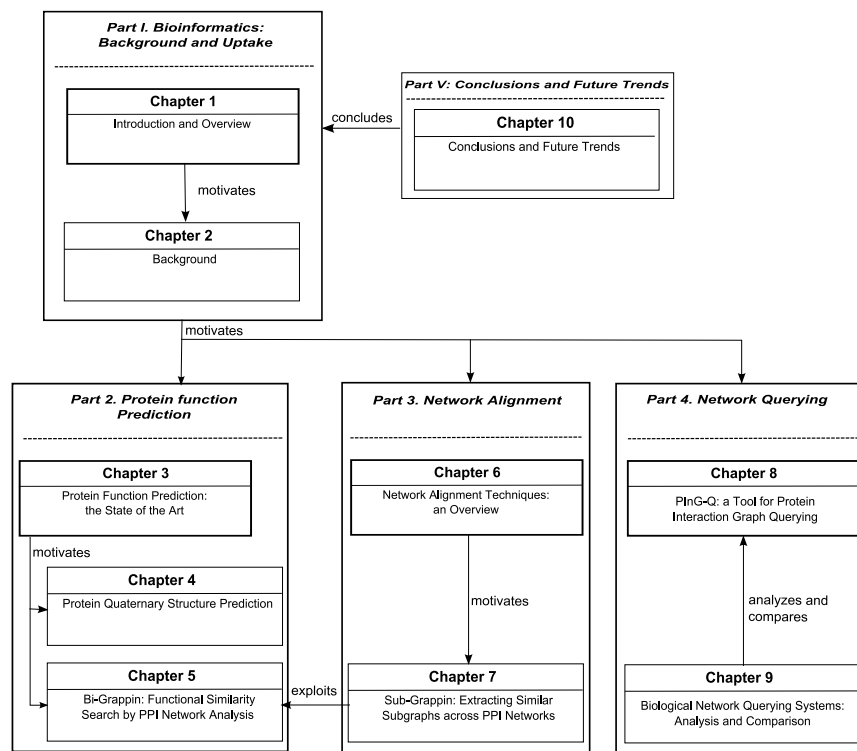 Part I. Bioinformatics:
Background and Uptake
Chapter 1
Introduction and Overview
motivates
Chapter 2
Background
concludes
Part V: Conclusions and Future Trends
Chapter 10
Conclusions and Future Trends
motivates
Part 2. Protein function
Prediction
Chapter 3
Protein Function Prediction:
the State of the Art
motivates
Chapter 4
Protein Quaternary Structure Prediction
Chapter 5
Bi-Grappin: Functional Similarity
Search by PPI Network Analysis
exploits
Part 3. Network Alignment
Chapter 6
Network Alignment Techniques:
an Overview
motivates
Chapter 7
Sub-Grappin: Extracting Similar
Subgraphs across PPI Networks
Part 4. Network Querying
Chapter 8
PInG-Q: a Tool for Protein
Interaction Graph Querying
analyzes and
compares
Chapter 9
Biological Network Querying Systems:
Analysis and Comparison